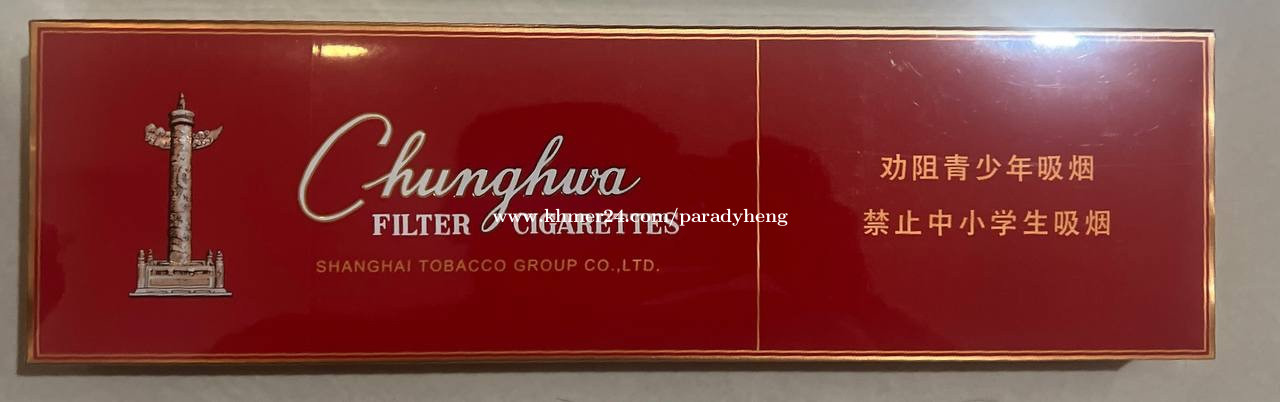 Chunghwa
FILTER CIGARETTES
www.khmer24.com/paradyheng
SHANGHAI TOBACCO GROUP CO.,LTD.
劝阻青少年吸烟
禁止中小学生吸烟